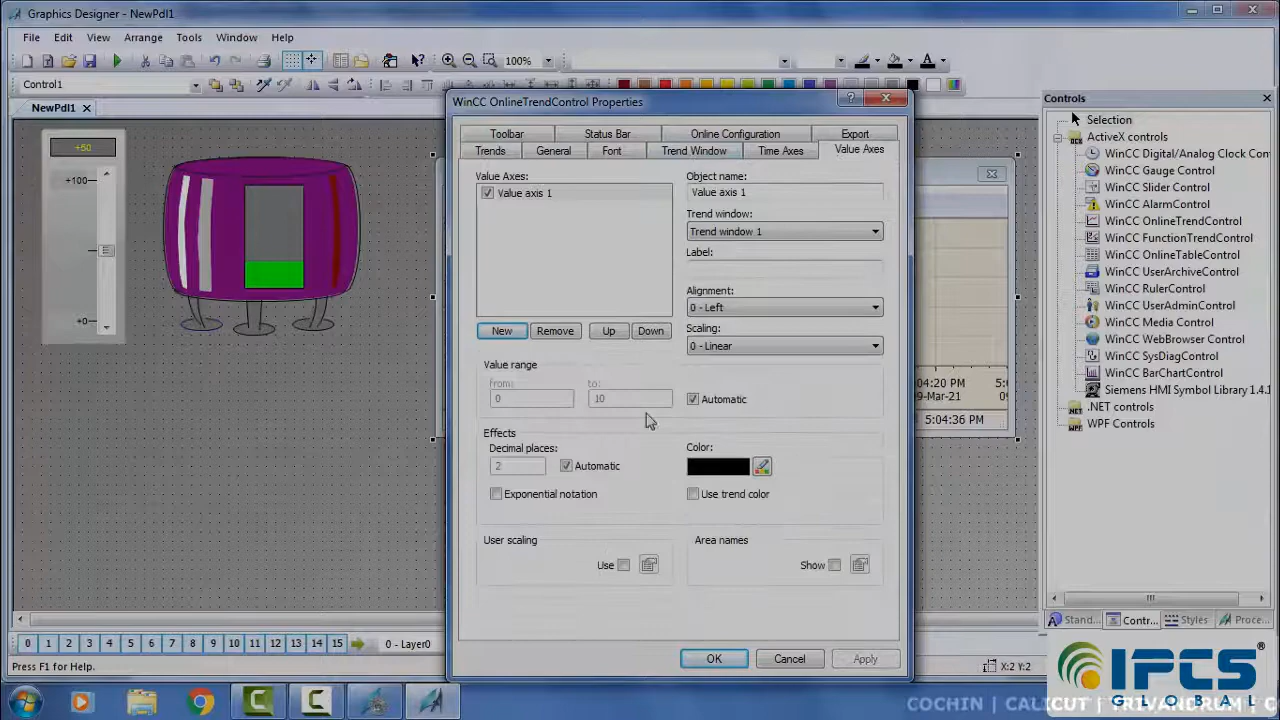 Graphics Designer - NewPdl1
File Edit View Arrange Tools Window Help
100%
Control1
NewPdl1
+50
+100
+0
WinCC OnlineTrendControl Properties
Toolbar Status Bar Online Configuration Export
Trends General Font Trend Window Time Axes Value Axes
Value Axes:
Value axis 1
New Remove Up Down
Object name:
Value axis 1
Trend window:
Trend window 1
Label:
Alignment:
0 - Left
Scaling:
0 - Linear
Value range
from: to:
0 10 Automatic
Effects
Decimal places:
2 Automatic
Exponential notation
Color:
Use trend color
User scaling
Use
Area names
Show
OK Cancel Apply
5:04:20 PM 5:0
9-Mar-21 09
5:04:36 PM
Controls
Selection
ActiveX controls
WinCC Digital/Analog Clock Con
WinCC Gauge Control
WinCC Slider Control
WinCC AlarmControl
WinCC OnlineTrendControl
WinCC FunctionTrendControl
WinCC OnlineTableControl
WinCC UserArchiveControl
WinCC RulerControl
WinCC UserAdminControl
WinCC Media Control
WinCC WebBrowser Control
WinCC SysDiagControl
WinCC BarChartControl
Siemens HMI Symbol Library 1.4.1
.NET controls
WPF Controls
Stand... Contr... Styles Proce...
0 1 2 3 4 5 6 7 8 9 10 11 12 13 14 15 0 - Layer0
Press F1 for Help.
X:2 Y:2
IPCS
GLOBAL
COCHIN | CALICUT | TRIVANDRUM | C